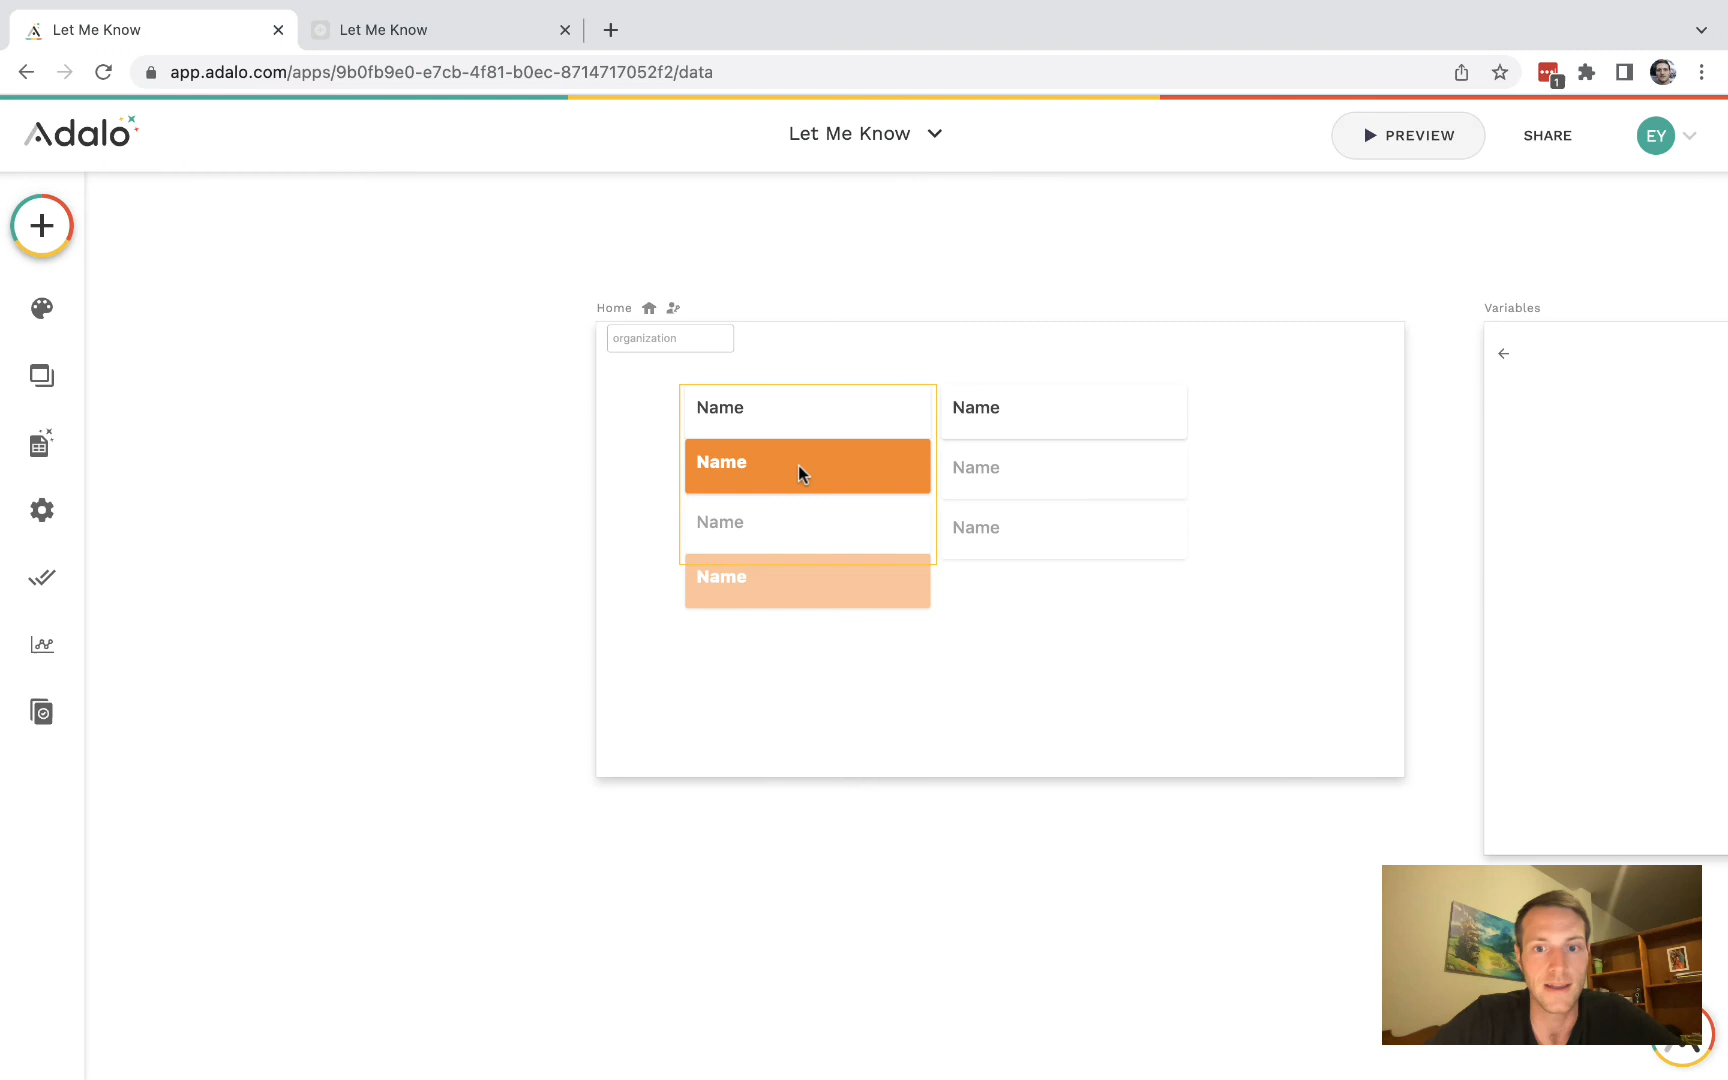 Let Me Know
Let Me Know
app.adalo.com/apps/9b0fb9e0-e7cb-4f81-b0ec-8714717052f2/data
1
Adalo
Let Me Know
PREVIEW
SHARE
EY
Home
Variables
organization
Name
Name
Name
Name
Name
Name
Name